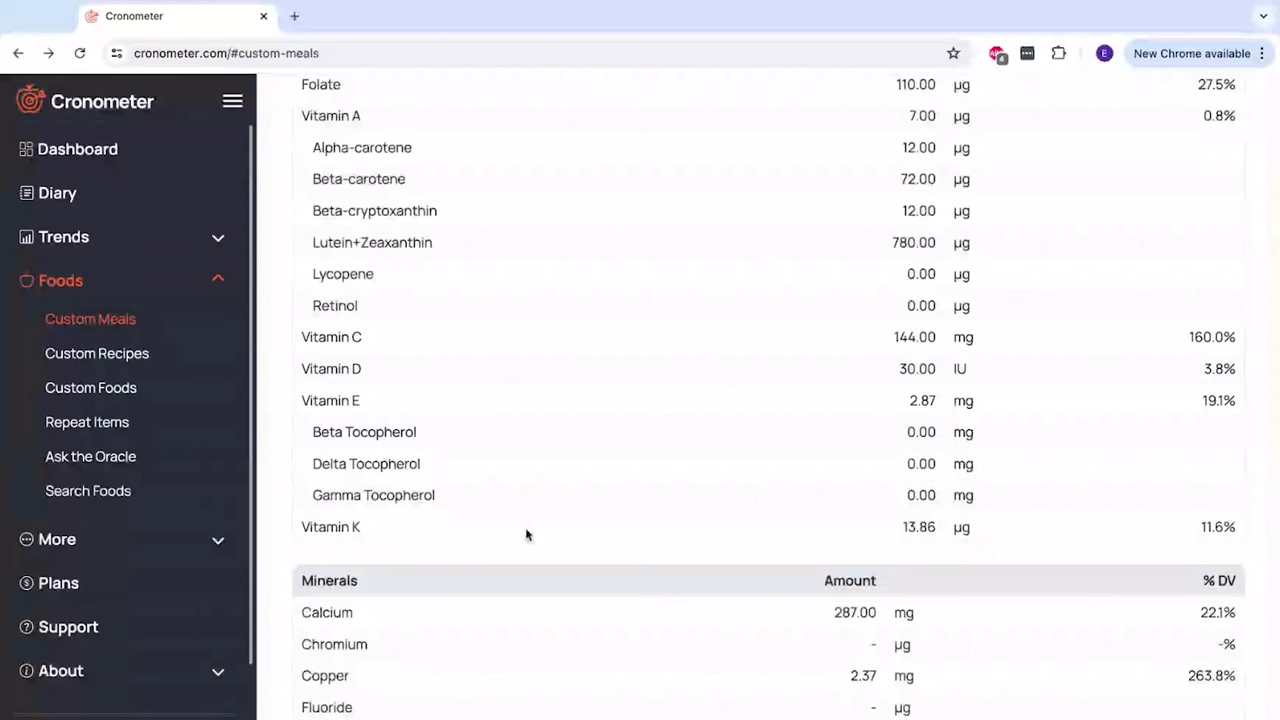 Cronometer
cronometer.com/#custom-meals
4
E
New Chrome available
Cronometer
Dashboard
Diary
Trends
Foods
Custom Meals
Custom Recipes
Custom Foods
Repeat Items
Ask the Oracle
Search Foods
More
Plans
Support
About
Folate 110.00 µg 27.5%
Vitamin A 7.00 µg 0.8%
Alpha-carotene 12.00 µg
Beta-carotene 72.00 µg
Beta-cryptoxanthin 12.00 µg
Lutein+Zeaxanthin 780.00 µg
Lycopene 0.00 µg
Retinol 0.00 µg
Vitamin C 144.00 mg 160.0%
Vitamin D 30.00 IU 3.8%
Vitamin E 2.87 mg 19.1%
Beta Tocopherol 0.00 mg
Delta Tocopherol 0.00 mg
Gamma Tocopherol 0.00 mg
Vitamin K 13.86 µg 11.6%
Minerals Amount % DV
Calcium 287.00 mg 22.1%
Chromium - µg -%
Copper 2.37 mg 263.8%
Fluoride - µg